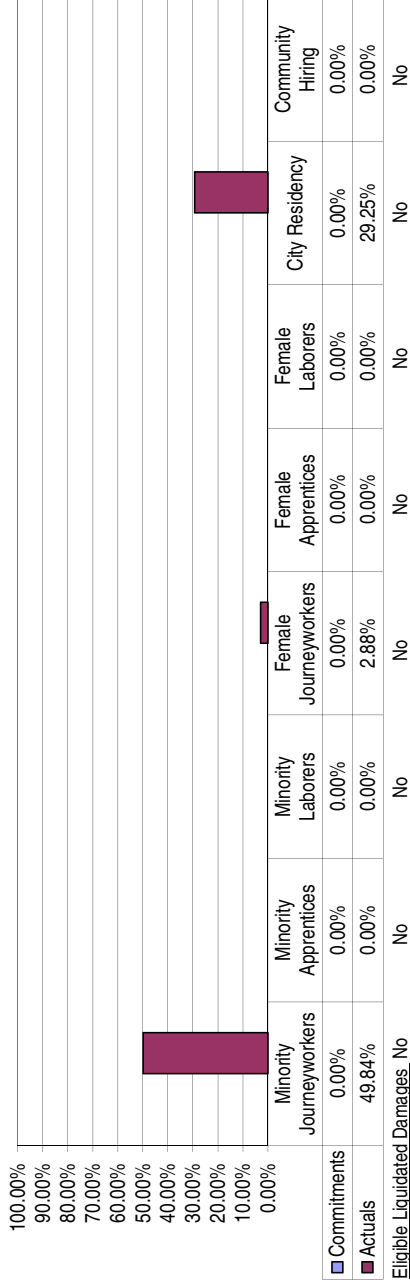 100.00%
90.00%
80.00%
70.00%
60.00%
50.00%
40.00%
30.00%
20.00%
10.00%
0.00%
Minority Journeyworkers Minority Apprentices Minority Laborers Female Journeyworkers Female Apprentices Female Laborers City Residency Community Hiring
Commitments 0.00% 0.00% 0.00% 0.00% 0.00% 0.00% 0.00% 0.00%
Actuals 49.84% 0.00% 0.00% 2.88% 0.00% 0.00% 29.25% 0.00%
Eligible Liquidated Damages No No No No No No No No